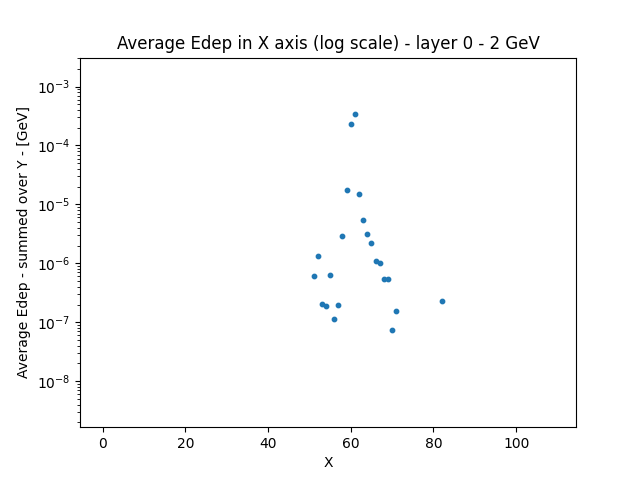 Average Edep in X axis (log scale) - layer 0 - 2 GeV
Average Edep - summed over Y - [GeV]
10⁻³
10⁻⁴
10⁻⁵
10⁻⁶
10⁻⁷
10⁻⁸
0 20 40 60 80 100
X